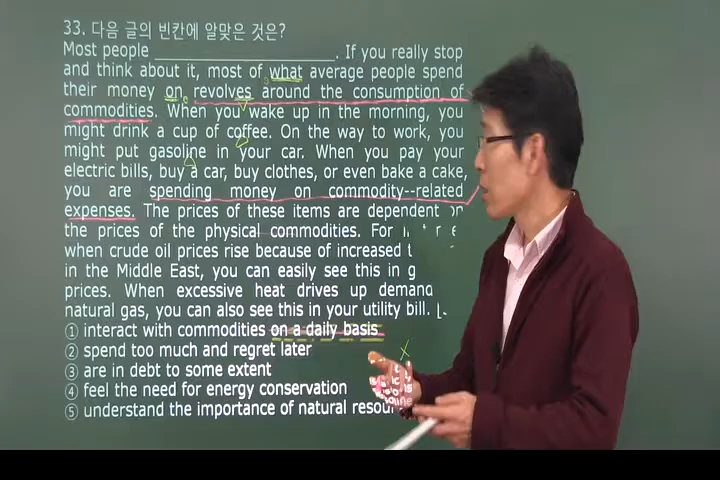 33. 다음 글의 빈칸에 알맞은 것은?
Most people ____________________. If you really stop
and think about it, most of what average people spend
their money on revolves around the consumption of
commodities. When you wake up in the morning, you
might drink a cup of coffee. On the way to work, you
might put gasoline in your car. When you pay your
electric bills, buy a car, buy clothes, or even bake a cake,
you are spending money on commodity--related
expenses. The prices of these items are dependent
the prices of the physical commodities. For
when crude oil prices rise because of increased
in the Middle East, you can easily see this in
prices. When excessive heat drives up
natural gas, you can also see this in your utility bill.
① interact with commodities on a daily basis
② spend too much and regret later
③ are in debt to some extent
④ feel the need for energy conservation
⑤ understand the importance of natural